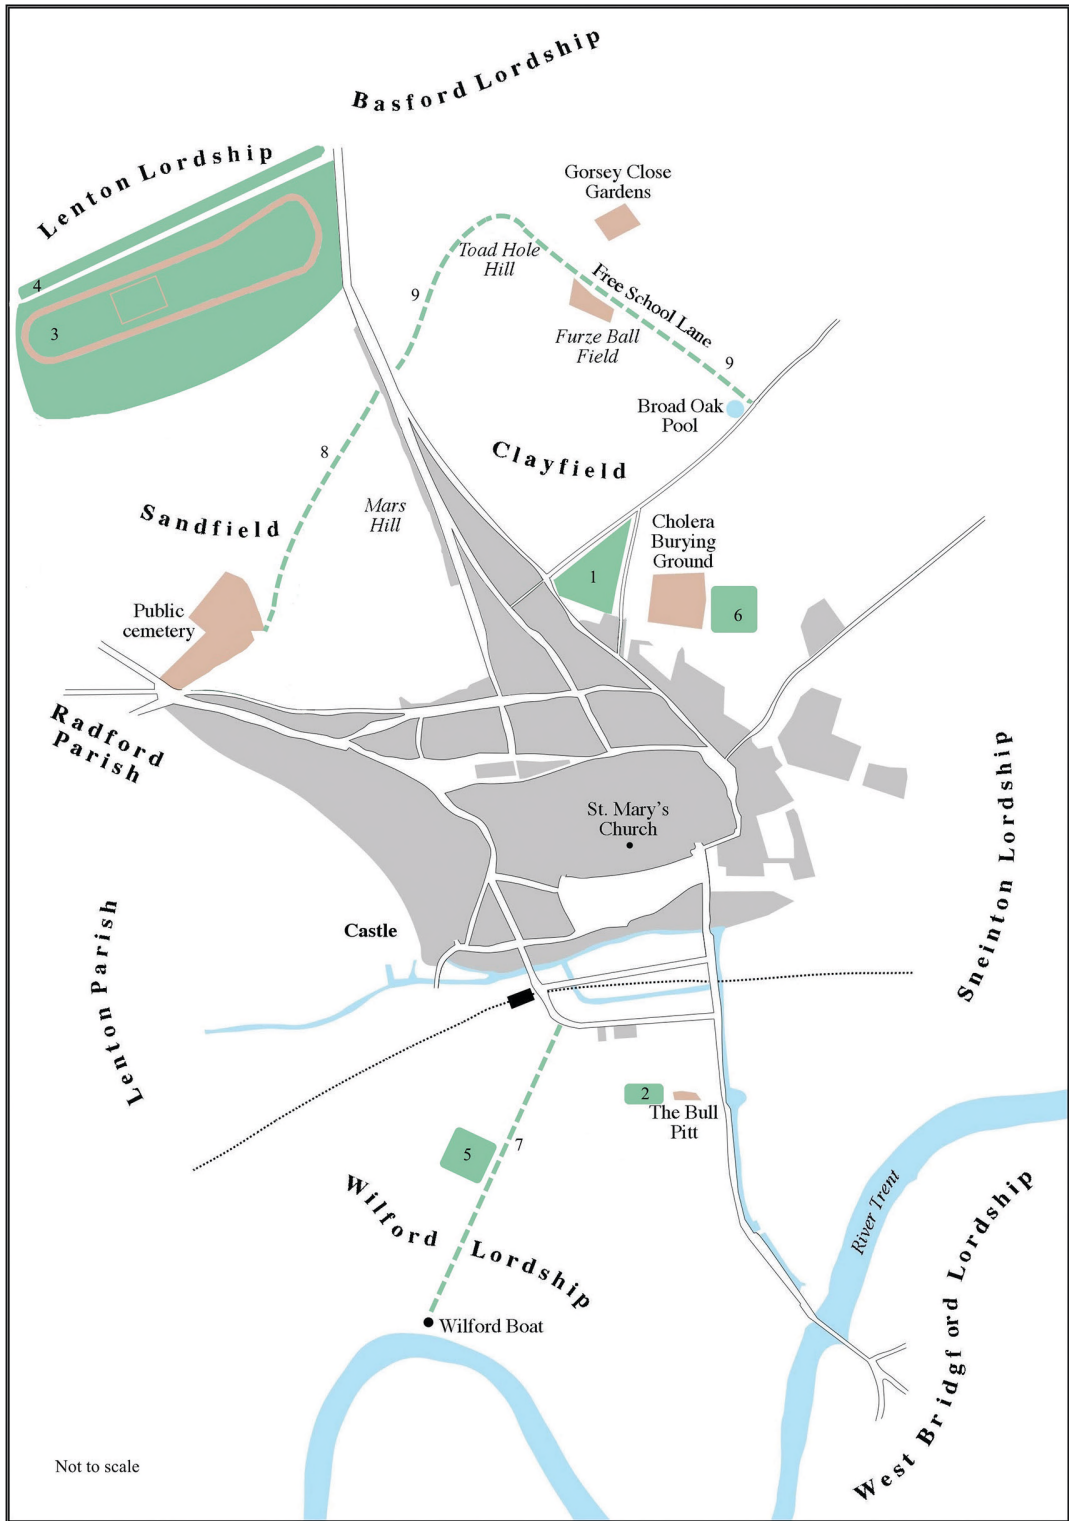 Basford Lordship
Lenton Lordship
Gorsey Close
Gardens
Toad Hole
Hill
Free School Lane
4
9
3
Furze Ball
Field
9
Broad Oak
Pool
Clayfield
8
Mars
Hill
Sandfield
Cholera
Burying
Ground
1
6
Public
cemetery
Radford
Parish
St. Mary's
Church
Sneinton Lordship
Castle
Lenton Parish
2
The Bull
Pitt
7
5
River Trent
Wilford Lordship
West Bridgford Lordship
Wilford Boat
Not to scale